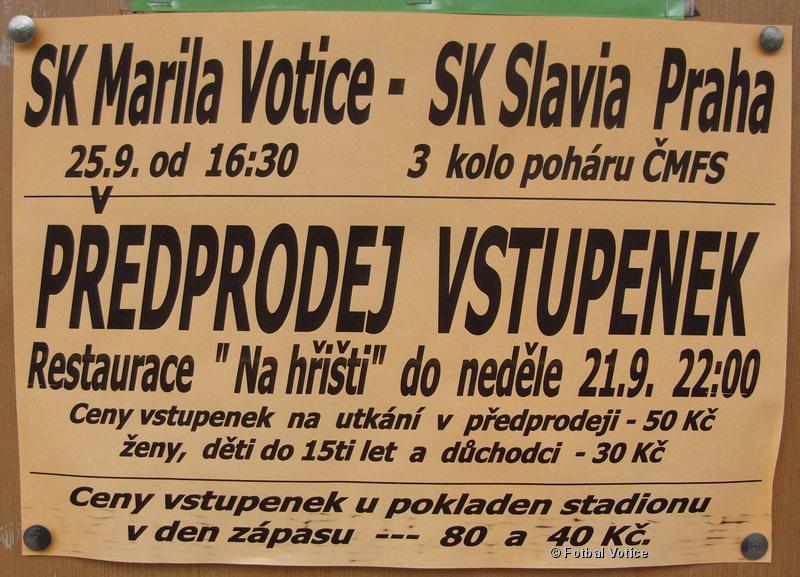 SK Marila Votice - SK Slavia Praha
25.9. od 16:30 3 kolo poháru ČMFS
PŘEDPRODEJ VSTUPENEK
Restaurace " Na hřišti" do neděle 21.9. 22:00
Ceny vstupenek na utkání v předprodeji - 50 Kč
ženy, děti do 15ti let a důchodci - 30 Kč
Ceny vstupenek u pokladen stadionu
v den zápasu --- 80 a 40 Kč.
© Fotbal Votice